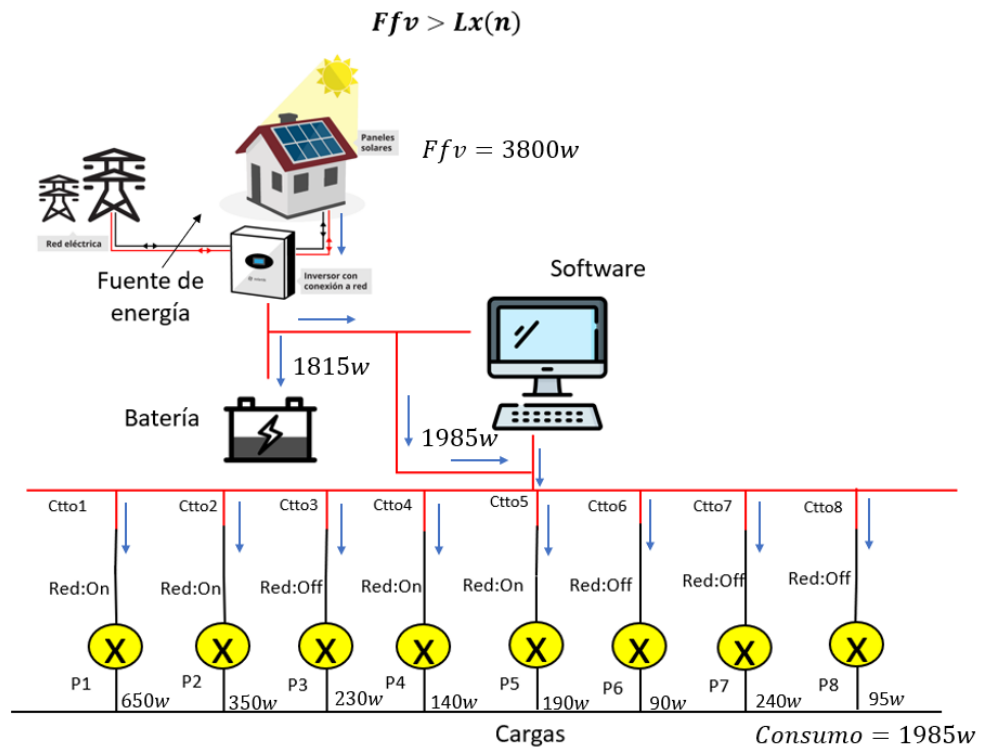 Ffv > Lx(n)
Paneles
solares
Ffv = 3800w
Red eléctrica
Fuente de
energía
Inversor con
conexión a red
Software
1815w
Batería
1985w
Ctto1
Ctto2
Ctto3
Ctto4
Ctto5
Ctto6
Ctto7
Ctto8
Red:On
Red:On
Red:Off
Red:On
Red:On
Red:Off
Red:Off
Red:Off
X
X
X
X
X
X
X
X
P1
P2
P3
P4
P5
P6
P7
P8
650w
350w
230w
140w
190w
90w
240w
95w
Cargas
Consumo = 1985w